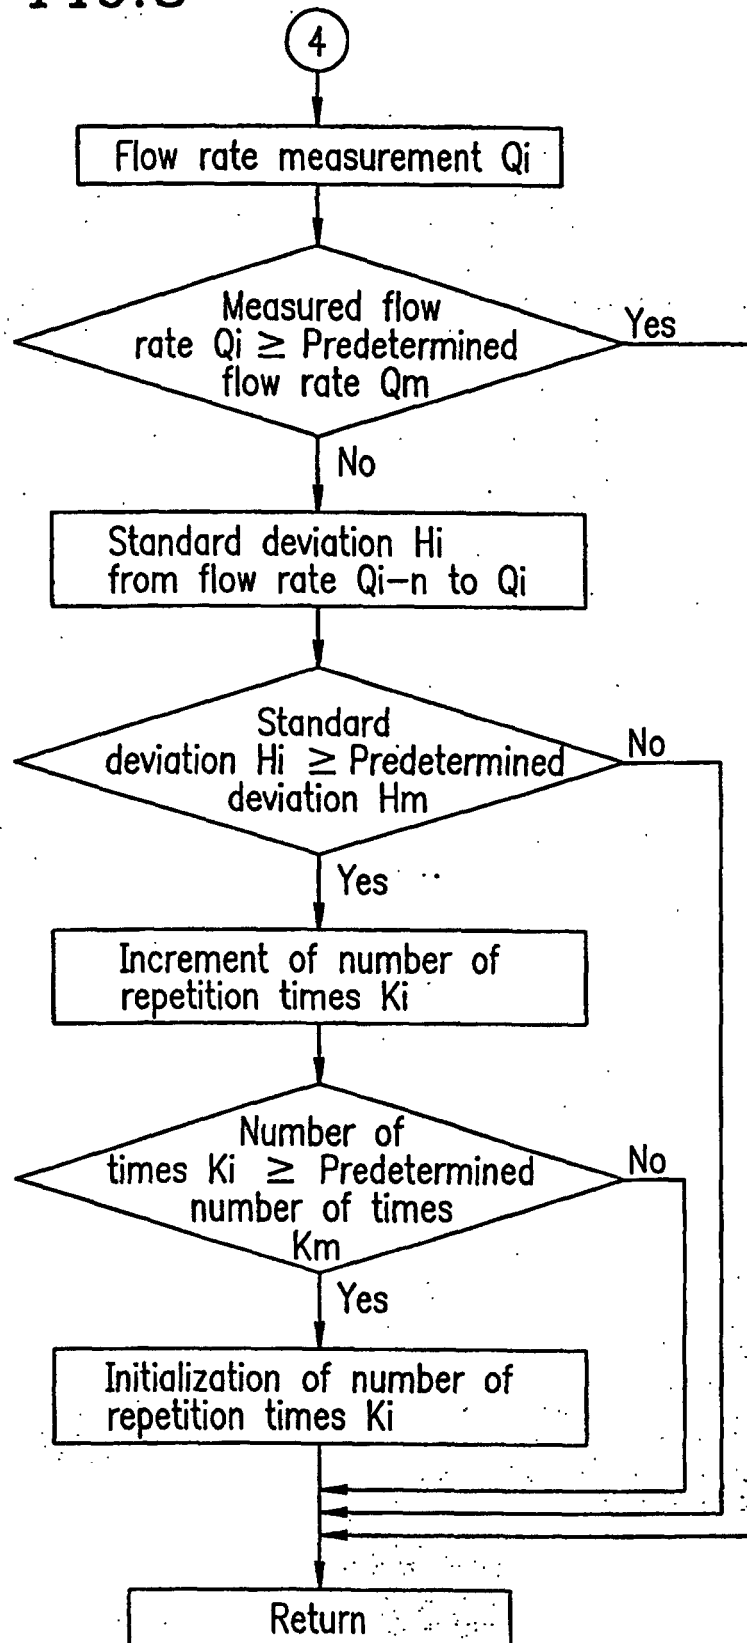 4
Flow rate measurement Qi
Measured flow
rate Qi ≥ Predetermined
flow rate Qm
Yes
No
Standard deviation Hi
from flow rate Qi-n to Qi
Standard
deviation Hi ≥ Predetermined
deviation Hm
No
Yes
Increment of number of
repetition times Ki
Number of
times Ki ≥ Predetermined
number of times
Km
No
Yes
Initialization of number of
repetition times Ki
Return